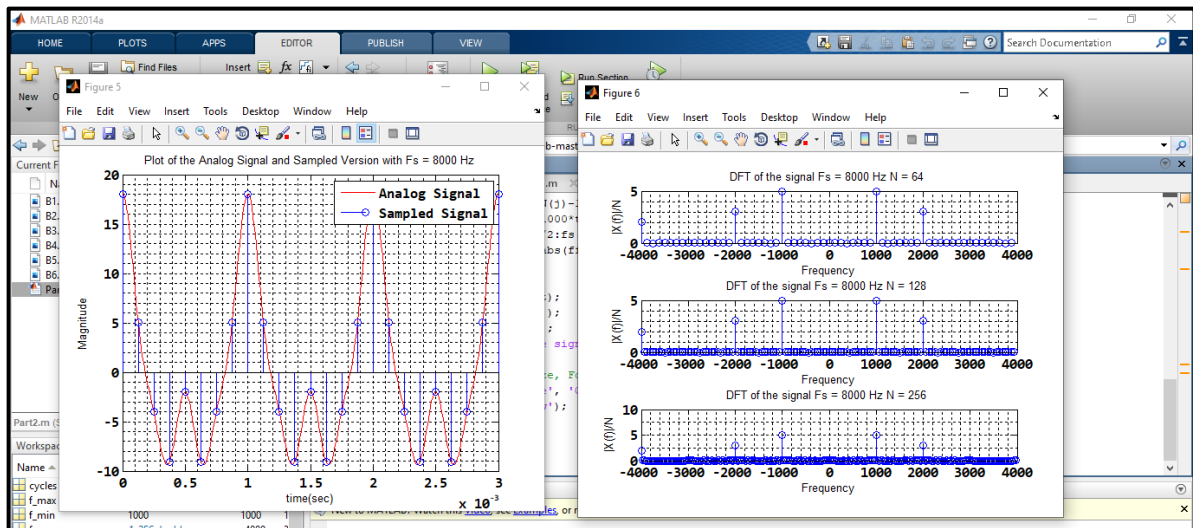 MATLAB R2014a
HOME PLOTS APPS EDITOR PUBLISH VIEW
Search Documentation
Find Files Insert fx
New
Run Section
Figure 5
File Edit View Insert Tools Desktop Window Help
Plot of the Analog Signal and Sampled Version with Fs = 8000 Hz
Analog Signal
Sampled Signal
Magnitude
20
15
10
5
0
-5
-10
0 0.5 1 1.5 2 2.5 3
time(sec)
x 10⁻³
Figure 6
File Edit View Insert Tools Desktop Window Help
DFT of the signal Fs = 8000 Hz N = 64
|X(f)|/N
5
0
-4000 -3000 -2000 -1000 0 1000 2000 3000 4000
Frequency
DFT of the signal Fs = 8000 Hz N = 128
|X(f)|/N
5
0
-4000 -3000 -2000 -1000 0 1000 2000 3000 4000
Frequency
DFT of the signal Fs = 8000 Hz N = 256
|X(f)|/N
10
5
0
-4000 -3000 -2000 -1000 0 1000 2000 3000 4000
Frequency
Current F
B1.
B2.
B3.
B4.
B5.
B6.
Par
Part2.m
Workspac
Name
cycles
f_max
f_min 1000 1000
New to MATLAB? Watch this Video, see Examples, or